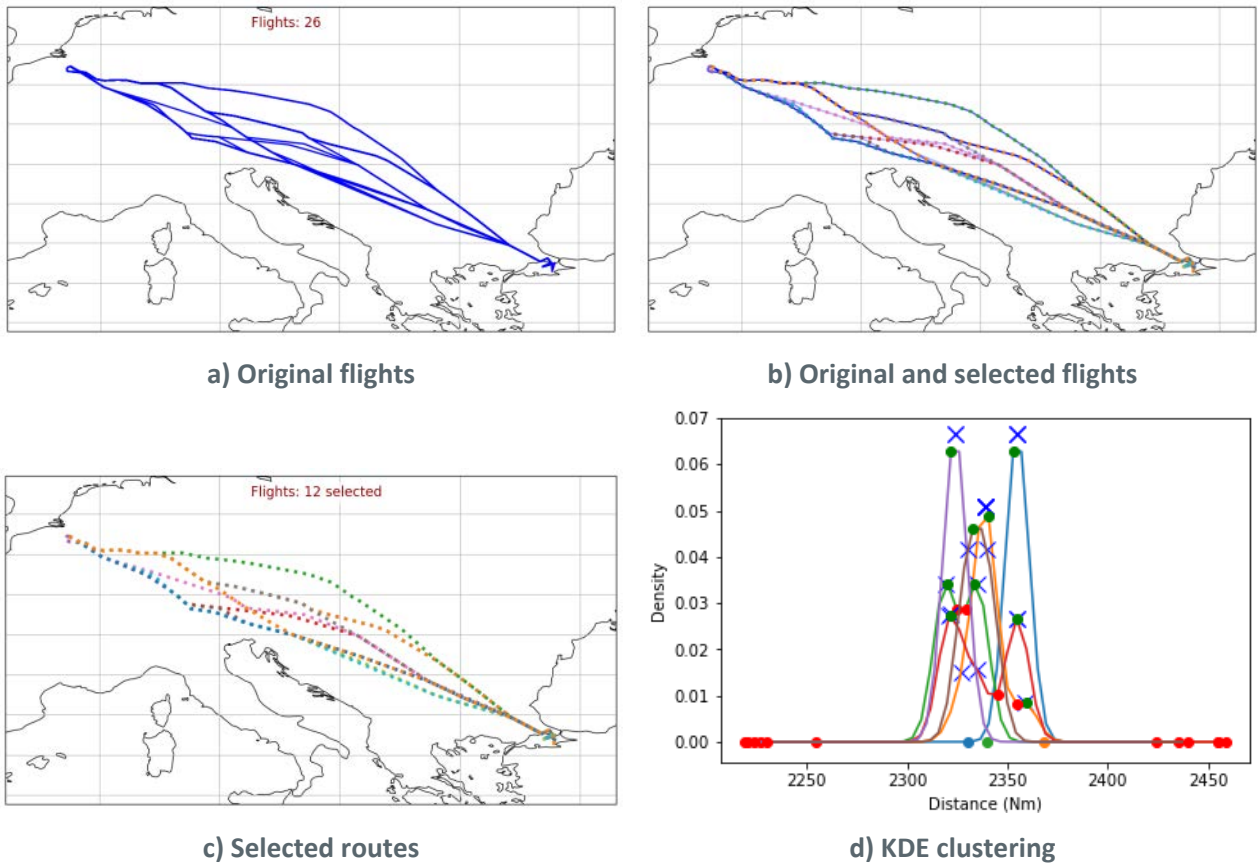 Flights: 26
a) Original flights
b) Original and selected flights
Flights: 12 selected
c) Selected routes
0.07
0.06
0.05
0.04
0.03
0.02
0.01
0.00
Density
2250
2300
2350
2400
2450
Distance (Nm)
d) KDE clustering